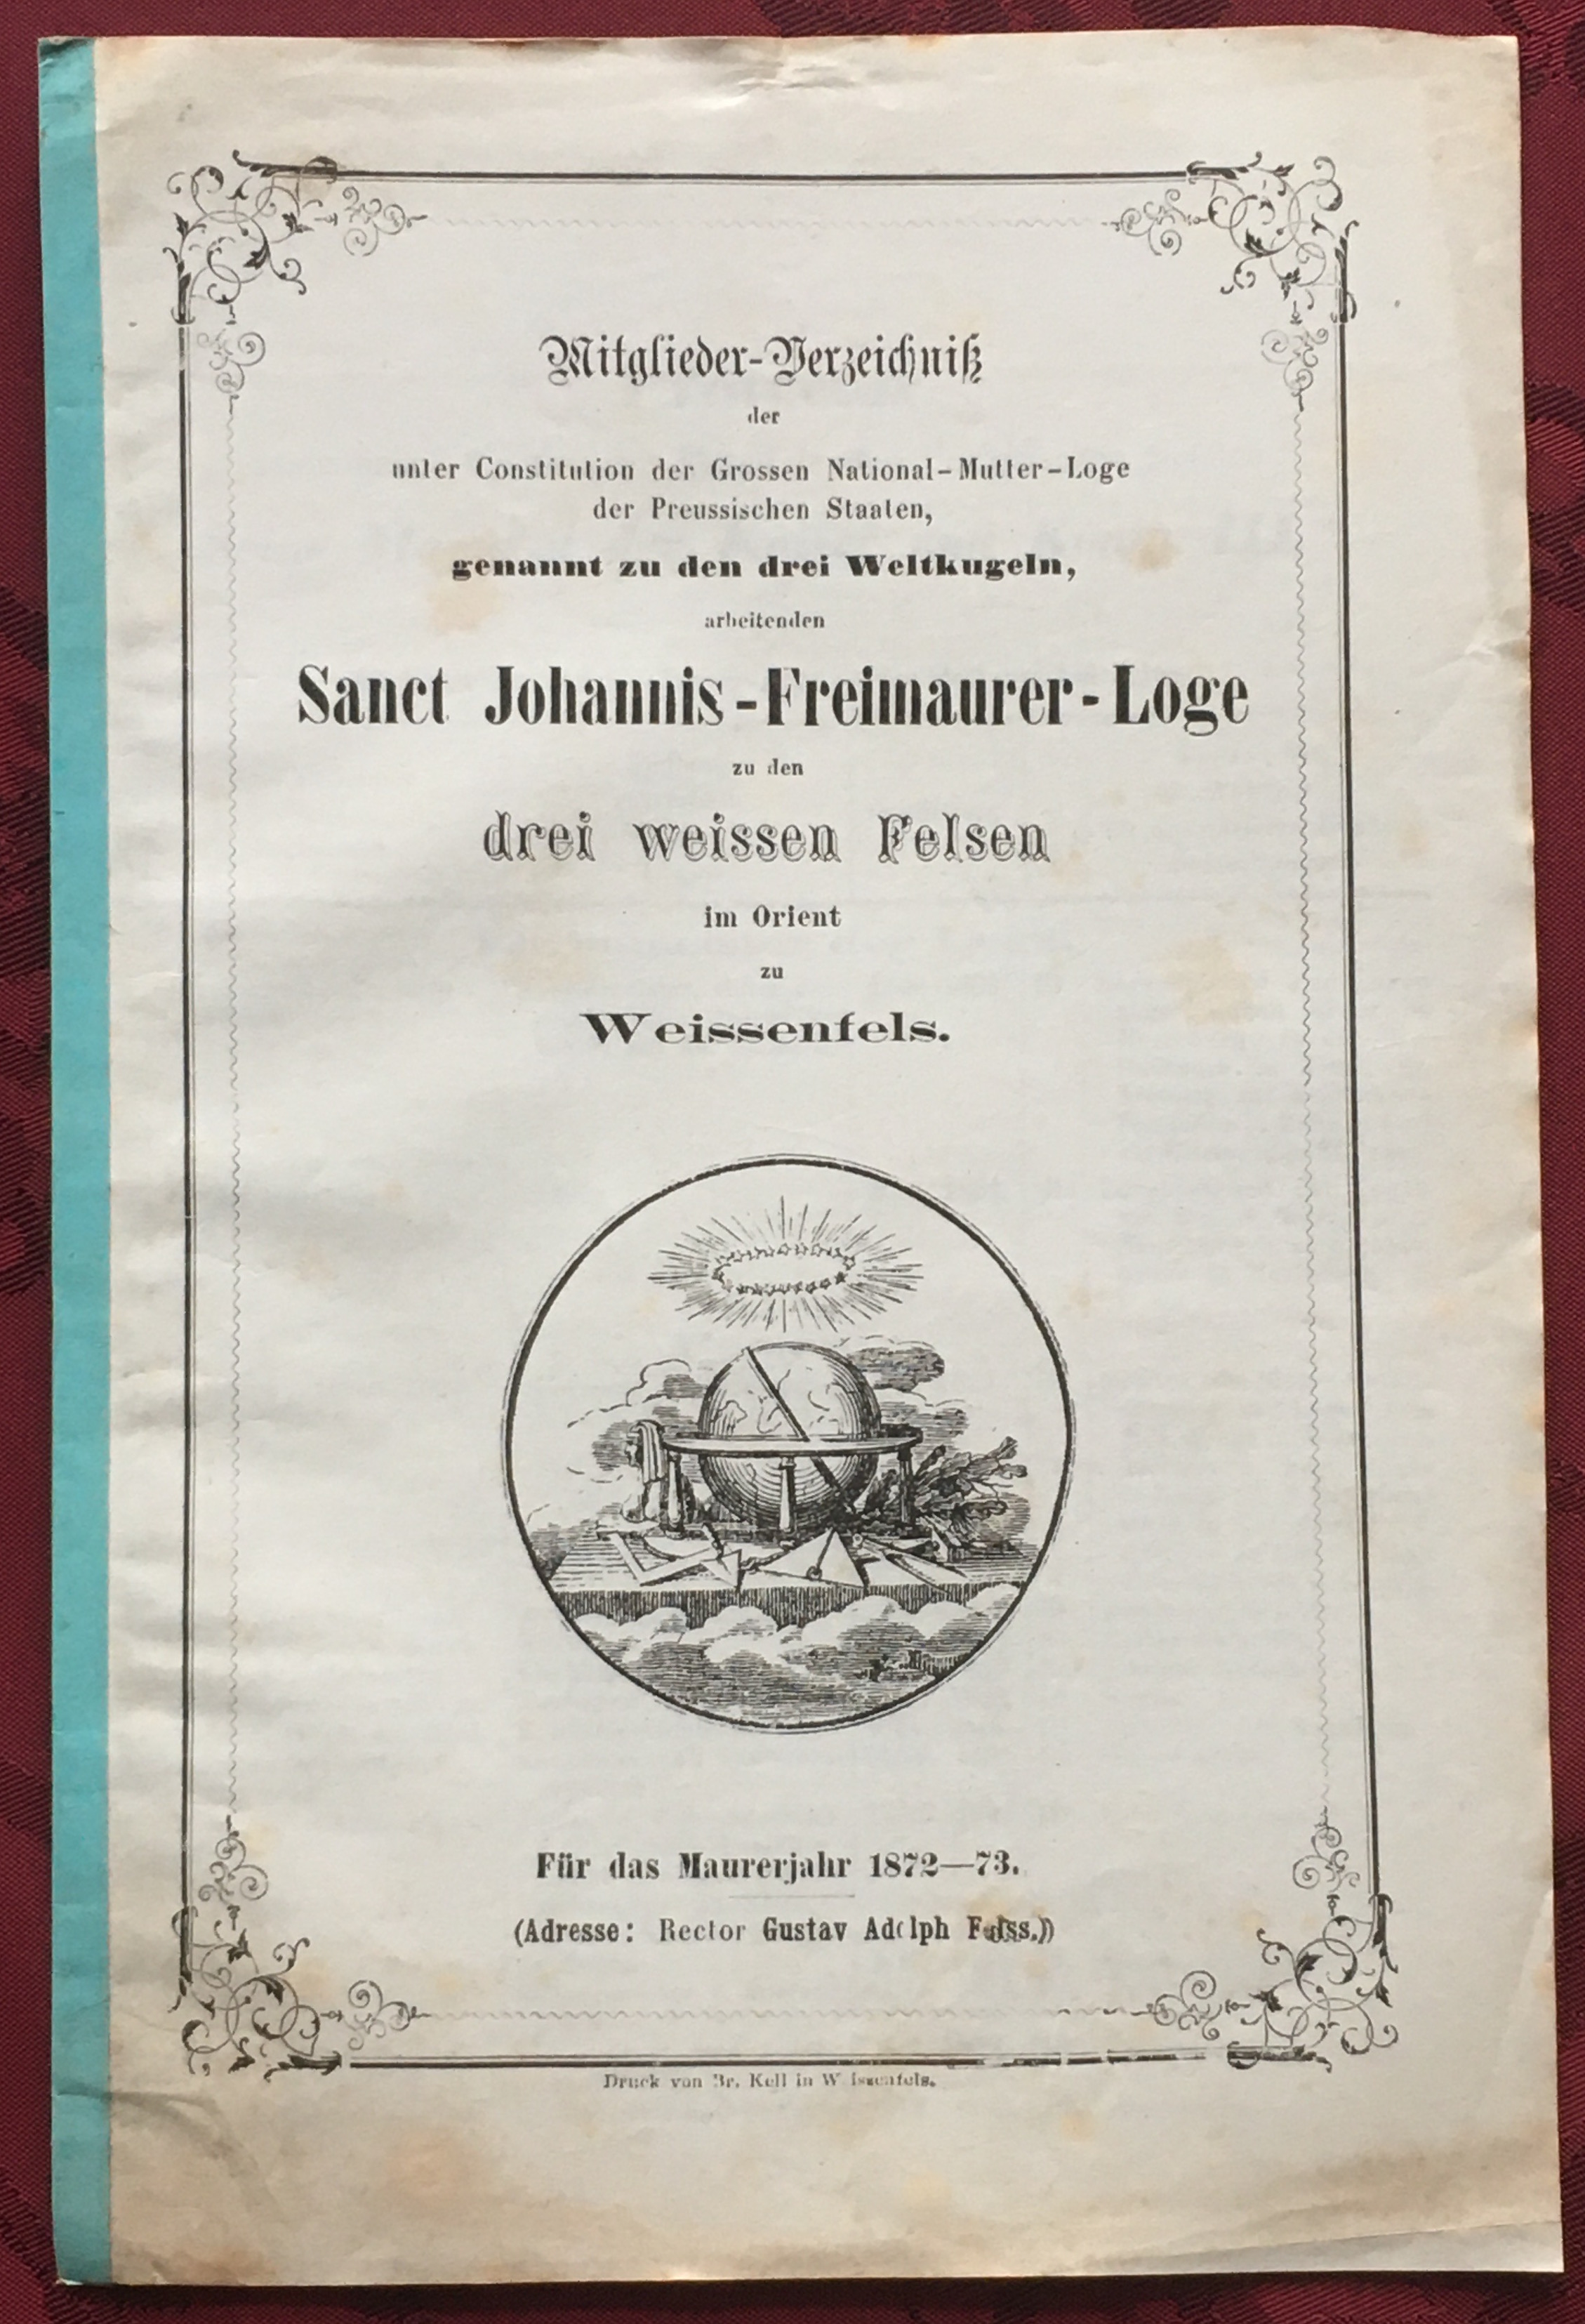 Mitglieder-Verzeichniß
der
unter Constitution der Grossen National-Mutter-Loge
der Preussischen Staaten,
genannt zu den drei Weltkugeln,
arbeitenden
Sanct Johannis-Freimaurer-Loge
zu den
drei weissen Felsen
im Orient
zu
Weissenfels.
Für das Maurerjahr 1872—73.
(Adresse: Rector Gustav Adolph
Druck von Br. Kell in Weissenfels.